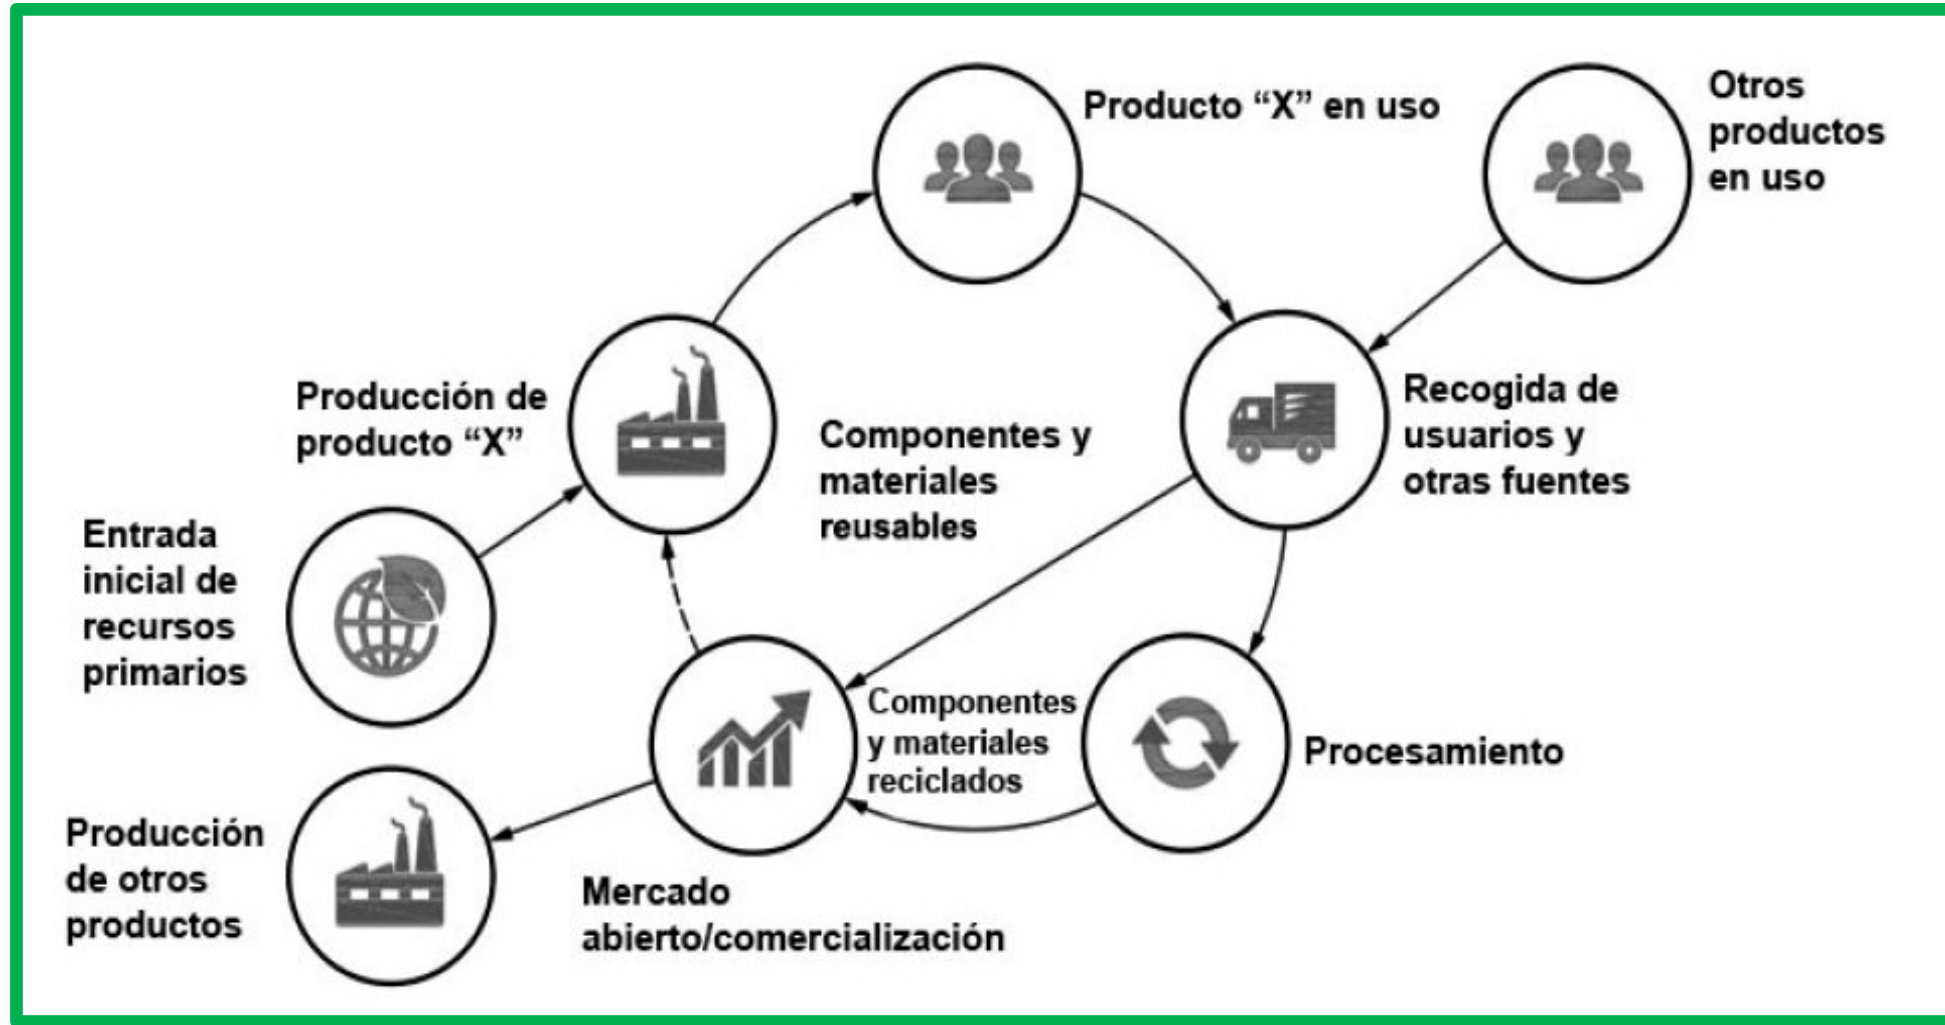 Producto “X” en uso
Otros
productos
en uso
Producción de
producto “X”
Componentes y
materiales
reusables
Recogida de
usuarios y
otras fuentes
Entrada
inicial de
recursos
primarios
Componentes
y materiales
reciclados
Procesamiento
Producción
de otros
productos
Mercado
abierto/comercialización